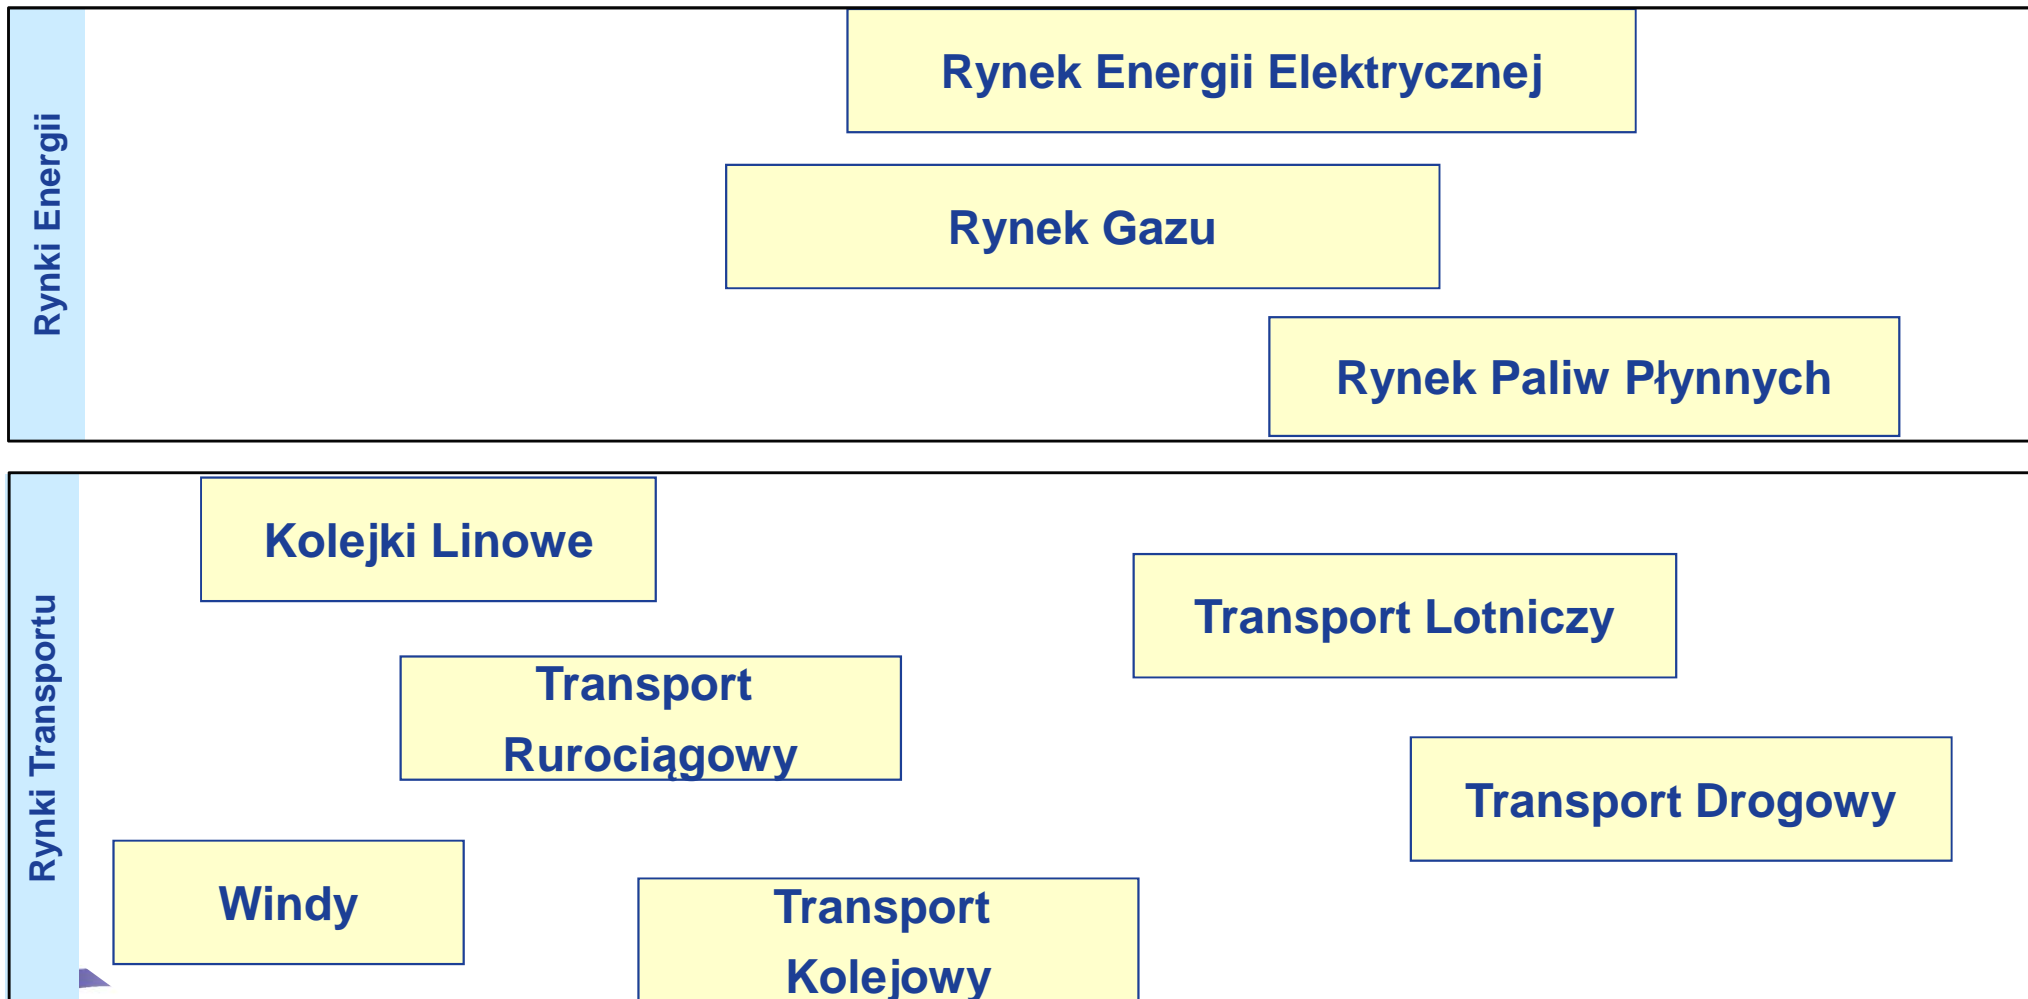 Rynki Energii
Rynek Energii Elektrycznej
Rynek Gazu
Rynek Paliw Płynnych
Rynki Transportu
Kolejki Linowe
Transport Lotniczy
Transport
Rurociągowy
Transport Drogowy
Windy
Transport
Kolejowy